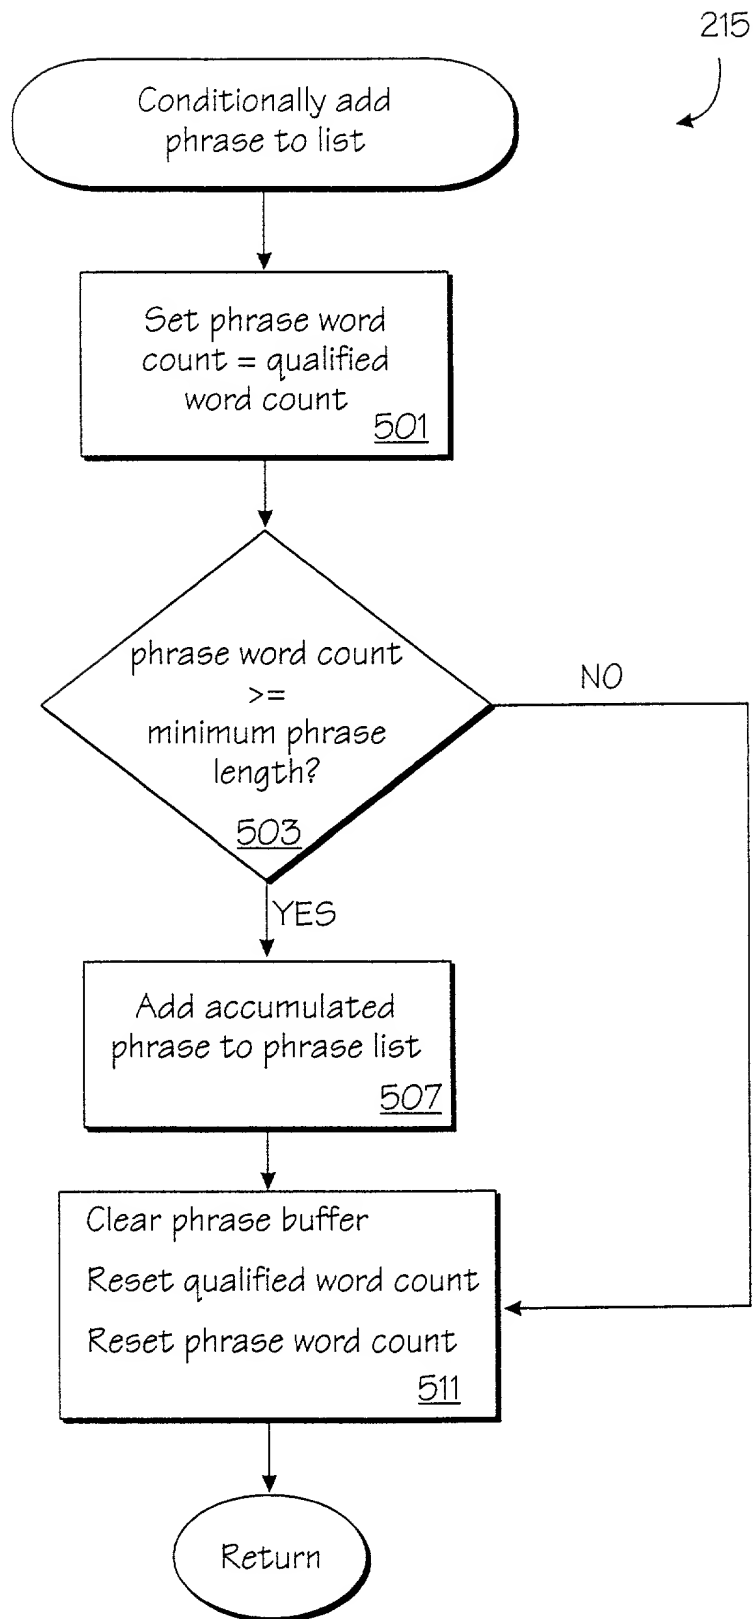 215
Conditionally add
phrase to list
Set phrase word
count = qualified
word count
501
phrase word count
>=
minimum phrase
length?
503
NO
YES
Add accumulated
phrase to phrase list
507
Clear phrase buffer
Reset qualified word count
Reset phrase word count
511
Return